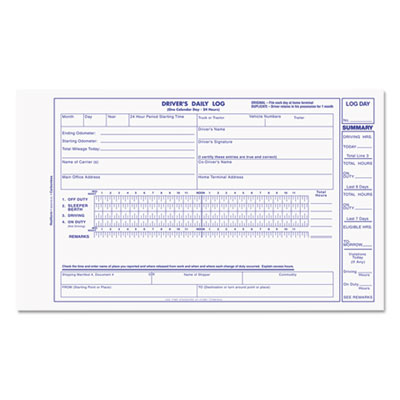 DRIVER'S DAILY LOG
(One Calendar Day - 24 Hours)
ORIGINAL - File each day at home terminal
DUPLICATE - Driver retains in the possession for 1 month
LOG DAY
No.
Month Day Year 24 Hour Period Starting Time Truck or Tractor Vehicle Numbers Trailer
Ending Odometer:
Starting Odometer:
Total Mileage Today:
Driver's Name
Driver's Signature
(I certify these entries are true and correct)
Name of Carrier (s)
Co-Driver Name
Main Office Address
Home Terminal Address
1 2 3 4 5 6 7 8 9 10 11 NOON 1 2 3 4 5 6 7 8 9 10 11
Total
Hours
1. OFF DUTY
2. SLEEPER
BERTH
3. DRIVING
4. ON DUTY
REMARKS
Check the box and enter name of place you reported and where released from work and when and where each change of duty occurred. Explain excess hours.
Shipping Manifest #, Document # Name of Shipper Commodity
FROM (Starting Point or Place)
TO (Destination or turn around point or place)
SUMMARY
DRIVING HRS.
TODAY
Total Line 3
TOTAL HOURS
ON
DUTY
Last 6 Days
TOTAL HOURS
ON
DUTY
Last 7 Days
ELIGIBLE HRS.
TO
MORROW
Violations
Today
(if Any)
Driving
Hours
On Duty
Hours
SEE REMARKS